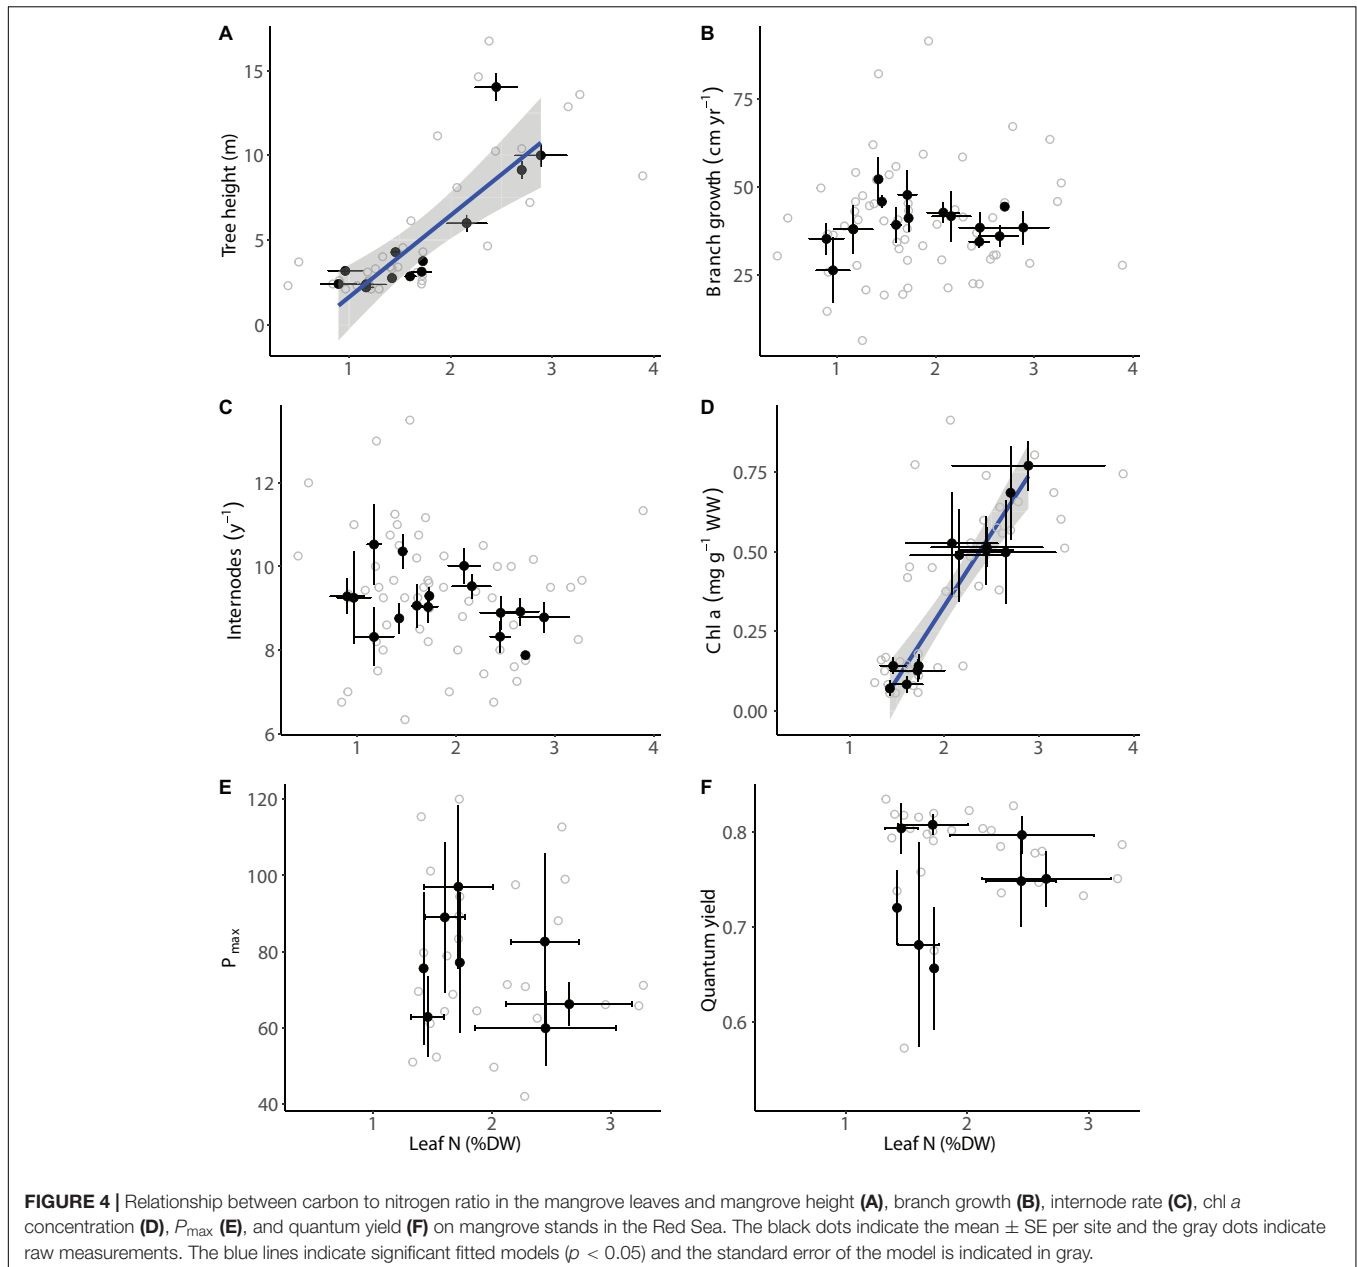 A
Tree height (m)
15
10
5
0
1 2 3 4
B
Branch growth (cm yr⁻¹)
75
50
25
1 2 3 4
C
Internodes (y⁻¹)
12
10
8
6
1 2 3 4
D
Chl a (mg g⁻¹ WW)
0.75
0.50
0.25
0.00
1 2 3 4
E
Pmax
120
100
80
60
40
1 2 3
Leaf N (%DW)
F
Quantum yield
0.8
0.7
0.6
1 2 3
Leaf N (%DW)
FIGURE 4 | Relationship between carbon to nitrogen ratio in the mangrove leaves and mangrove height (A), branch growth (B), internode rate (C), chl a
concentration (D), Pmax (E), and quantum yield (F) on mangrove stands in the Red Sea. The black dots indicate the mean ± SE per site and the gray dots indicate
raw measurements. The blue lines indicate significant fitted models (p < 0.05) and the standard error of the model is indicated in gray.